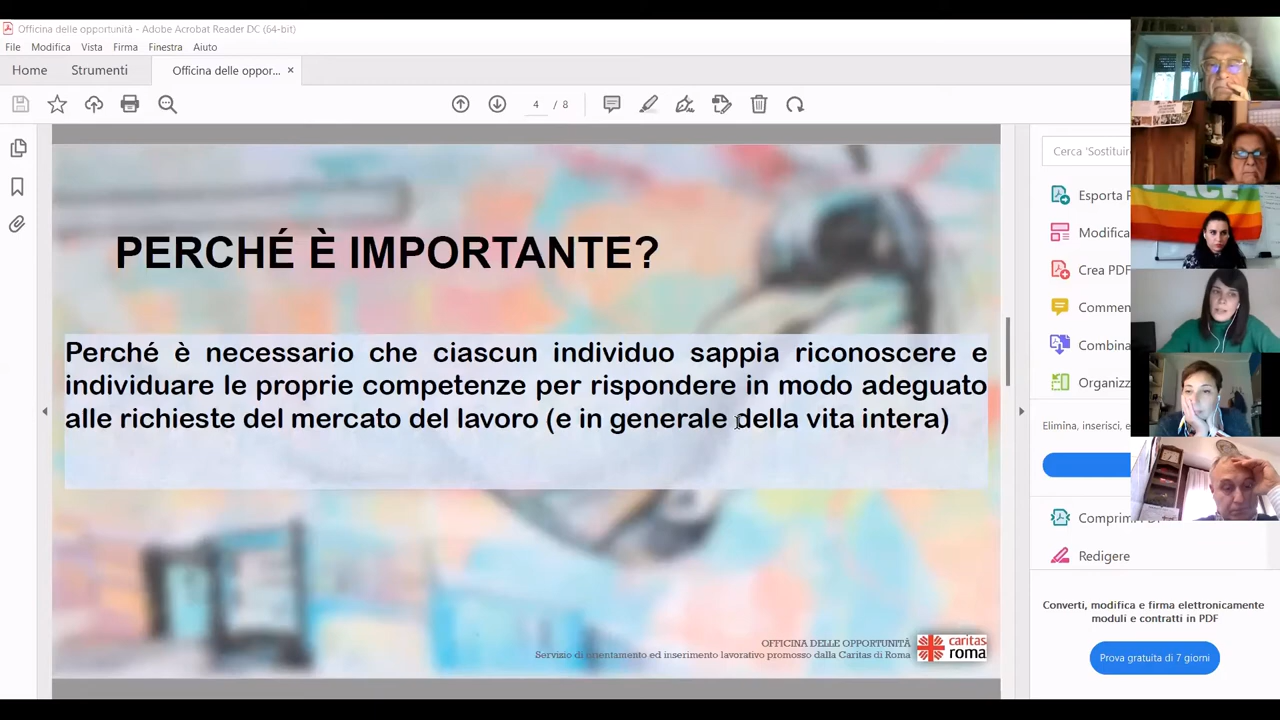 Officina delle opportunità - Adobe Acrobat Reader DC (64-bit)
File Modifica Vista Firma Finestra Aiuto
Home Strumenti Officina delle oppor... ×
4 / 8
Cerca 'Sostituire
Esporta P
Modifica
Crea PDF
Commen
Combina
Organizz
Elimina, inserisci, e
Comprimi PDF
Redigere
Converti, modifica e firma elettronicamente
moduli e contratti in PDF
Prova gratuita di 7 giorni
PERCHÉ È IMPORTANTE?
Perché è necessario che ciascun individuo sappia riconoscere e
individuare le proprie competenze per rispondere in modo adeguato
alle richieste del mercato del lavoro (e in generale della vita intera)
OFFICINA DELLE OPPORTUNITÀ
Servizio di orientamento ed inserimento lavorativo promosso dalla Caritas di Roma
caritas
roma
PACE